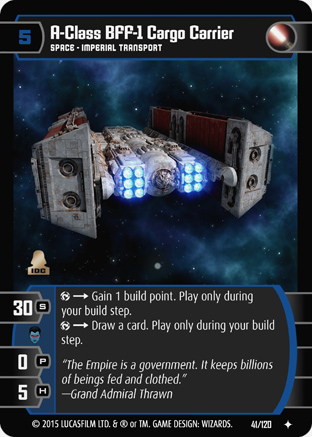 5
A-Class BFF-1 Cargo Carrier
SPACE • IMPERIAL TRANSPORT
IDC
30 S
→ Gain 1 build point. Play only during
your build step.
→ Draw a card. Play only during your build
step.
0 P
5 H
“The Empire is a government. It keeps billions
of beings fed and clothed.”
—Grand Admiral Thrawn
© 2015 LUCASFILM LTD. & ® or TM. GAME DESIGN: WIZARDS.
41/120